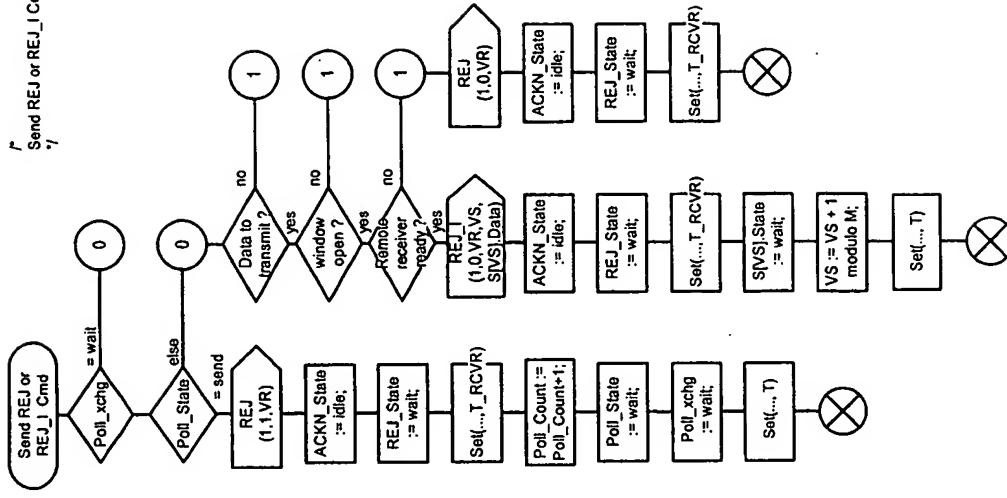 /*
Send REJ or REJ_I Co
*/
Send REJ or
REJ_I Cmd
Poll_xchg
= wait
0
Poll_State
else
0
= send
REJ
(1,1,VR)
ACKN_State
:= idle;
REJ_State
:= wait;
Set(...,T_RCVR)
Poll_Count :=
Poll_Count+1;
Poll_State
:= wait;
Poll_xchg
:= wait;
Set(..., T)
Data to
transmit ?
no
1
yes
window
open ?
no
1
yes
Remote
receiver
ready ?
no
1
yes
REJ_I
(1,0,VR,VS,
S[VS].Data)
ACKN_State
:= idle;
REJ_State
:= wait;
Set(...,T_RCVR)
S[VS].State
:= wait;
VS := VS + 1
modulo M;
Set(..., T)
1
REJ
(1,0,VR)
ACKN_State
:= idle;
REJ_State
:= wait;
Set(...,T_RCVR)